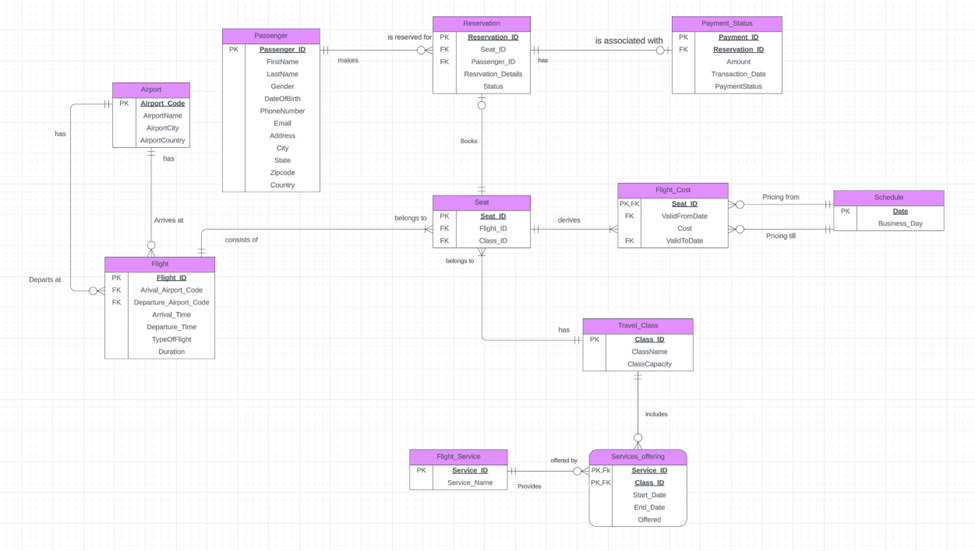 Reservation
PK Reservation_ID
FK Seat_ID
FK Passenger_ID
Resrvation_Details
Status
Payment_Status
PK Payment_ID
FK Reservation_ID
Amount
Transaction_Date
PaymentStatus
Passenger
PK Passenger_ID
FirstName
LastName
Gender
DateOfBirth
PhoneNumber
Email
Address
City
State
Zipcode
Country
is reserved for
makes
is associated with
has
Airport
PK Airport_Code
AirportName
AirportCity
AirportCountry
has
has
Books
Arrives at
Departs at
Seat
PK Seat_ID
FK Flight_ID
FK Class_ID
belongs to
consists of
derives
belongs to
Flight_Cost
PK,FK Seat_ID
FK ValidFromDate
Cost
FK ValidToDate
Pricing from
Pricing till
Schedule
PK Date
Business_Day
Flight
PK Flight_ID
FK Arival_Airport_Code
FK Departure_Airport_Code
Arrival_Time
Departure_Time
TypeOfFlight
Duration
has
Travel_Class
PK Class_ID
ClassName
ClassCapacity
includes
Flight_Service
PK Service_ID
Service_Name
offered by
Provides
Services_offering
PK,Fk Service_ID
PK,FK Class_ID
Start_Date
End_Date
Offered